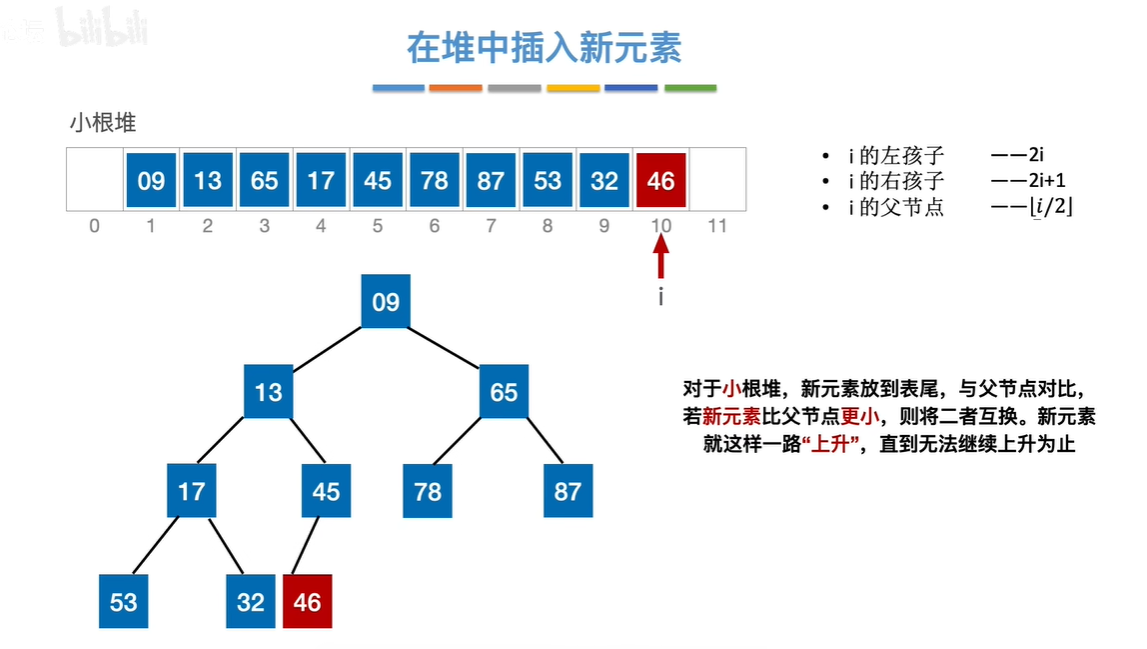 bilibili
在堆中插入新元素
小根堆
09 13 65 17 45 78 87 53 32 46
0 1 2 3 4 5 6 7 8 9 10 11
i
• i 的左孩子 ——2i
• i 的右孩子 ——2i+1
• i 的父节点 ——⌊i/2⌋
09
13 65
17 45 78 87
53 32 46
对于小根堆，新元素放到表尾，与父节点对比，
若新元素比父节点更小，则将二者互换。新元素
就这样一路“上升”，直到无法继续上升为止